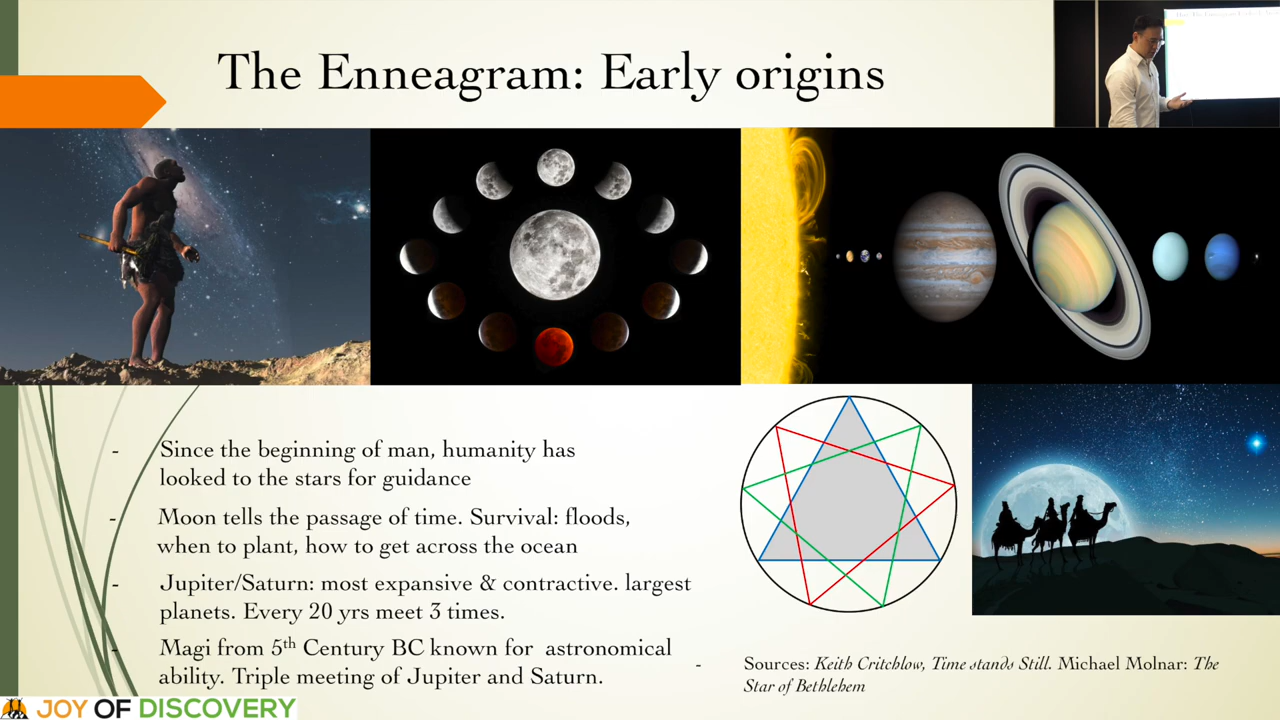 The Enneagram: Early origins
- Since the beginning of man, humanity has
looked to the stars for guidance
- Moon tells the passage of time. Survival: floods,
when to plant, how to get across the ocean
- Jupiter/Saturn: most expansive & contractive. largest
planets. Every 20 yrs meet 3 times.
- Magi from 5th Century BC known for astronomical
ability. Triple meeting of Jupiter and Saturn.
- Sources: Keith Critchlow, Time stands Still. Michael Molnar: The
Star of Bethlehem
JOY OF DISCOVERY